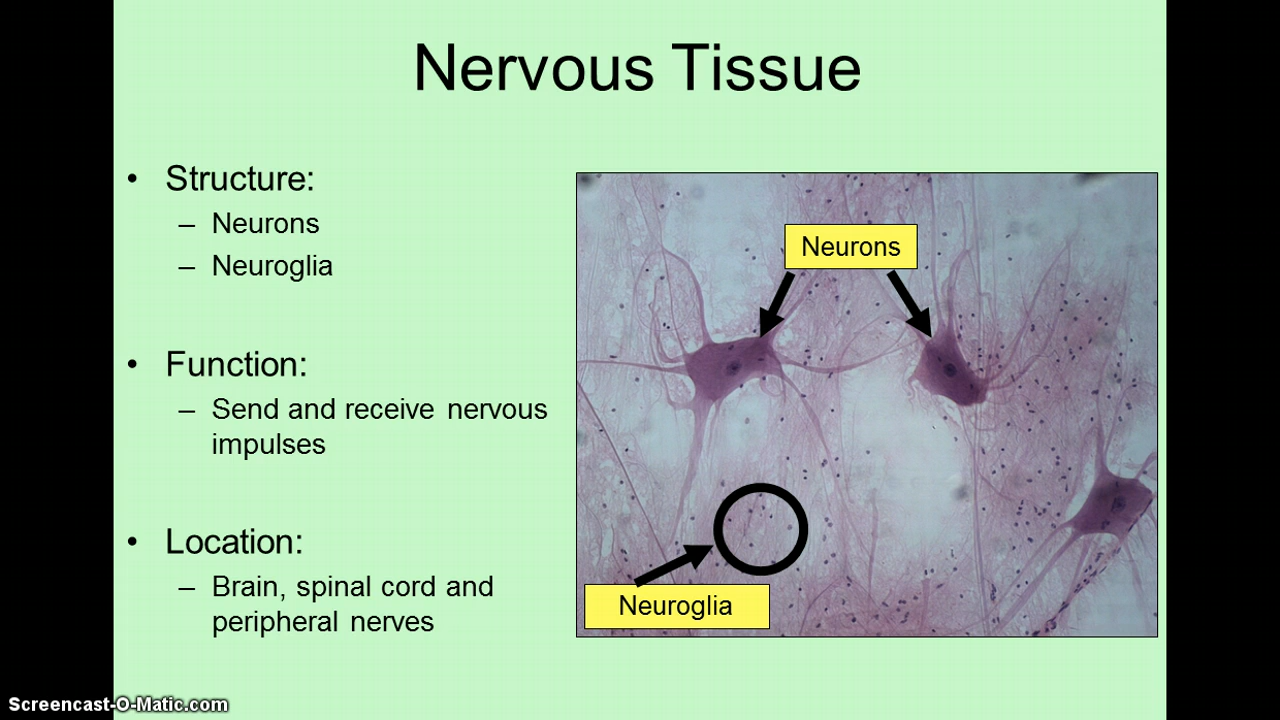 Nervous Tissue
• Structure:
– Neurons
– Neuroglia
• Function:
– Send and receive nervous
impulses
• Location:
– Brain, spinal cord and
peripheral nerves
Neurons
Neuroglia
Screencast-O-Matic.com